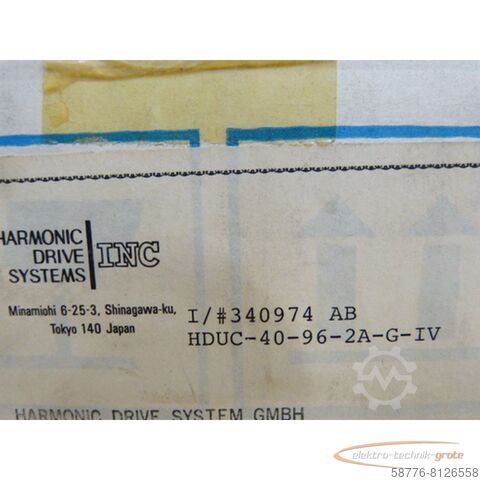 HARMONIC
DRIVE
SYSTEMS
INC
Minamiohi 6-25-3, Shinagawa-ku,
Tokyo 140 Japan
I/#340974 AB
HDUC-40-96-2A-G-IV
HARMONIC DRIVE SYSTEM GMBH
elektro-technik-grote
58776-8126558